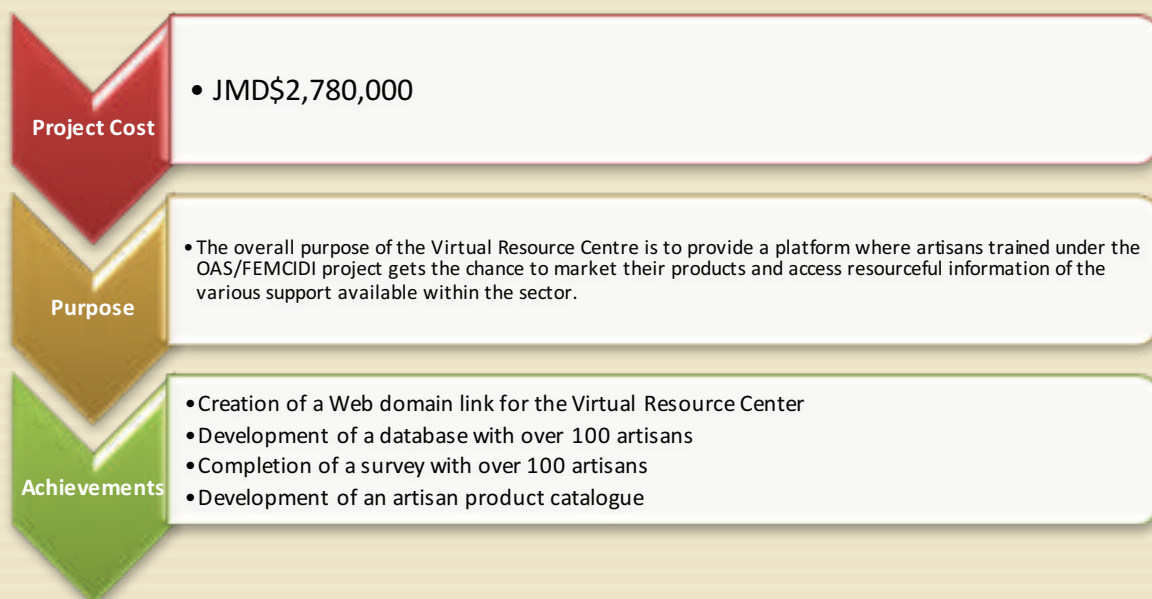 Project Cost
• JMD$2,780,000
Purpose
• The overall purpose of the Virtual Resource Centre is to provide a platform where artisans trained under the
OAS/FEMCIDI project gets the chance to market their products and access resourceful information of the
various support available within the sector.
Achievements
• Creation of a Web domain link for the Virtual Resource Center
• Development of a database with over 100 artisans
• Completion of a survey with over 100 artisans
• Development of an artisan product catalogue